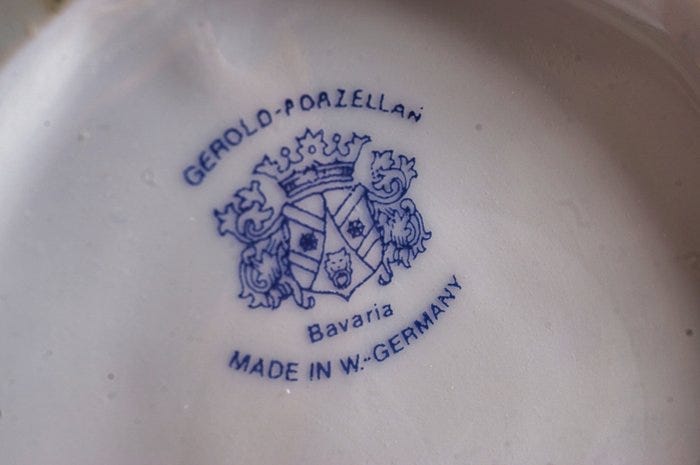 GEROLD-PORZELLAN
Bavaria
MADE IN W.-GERMANY